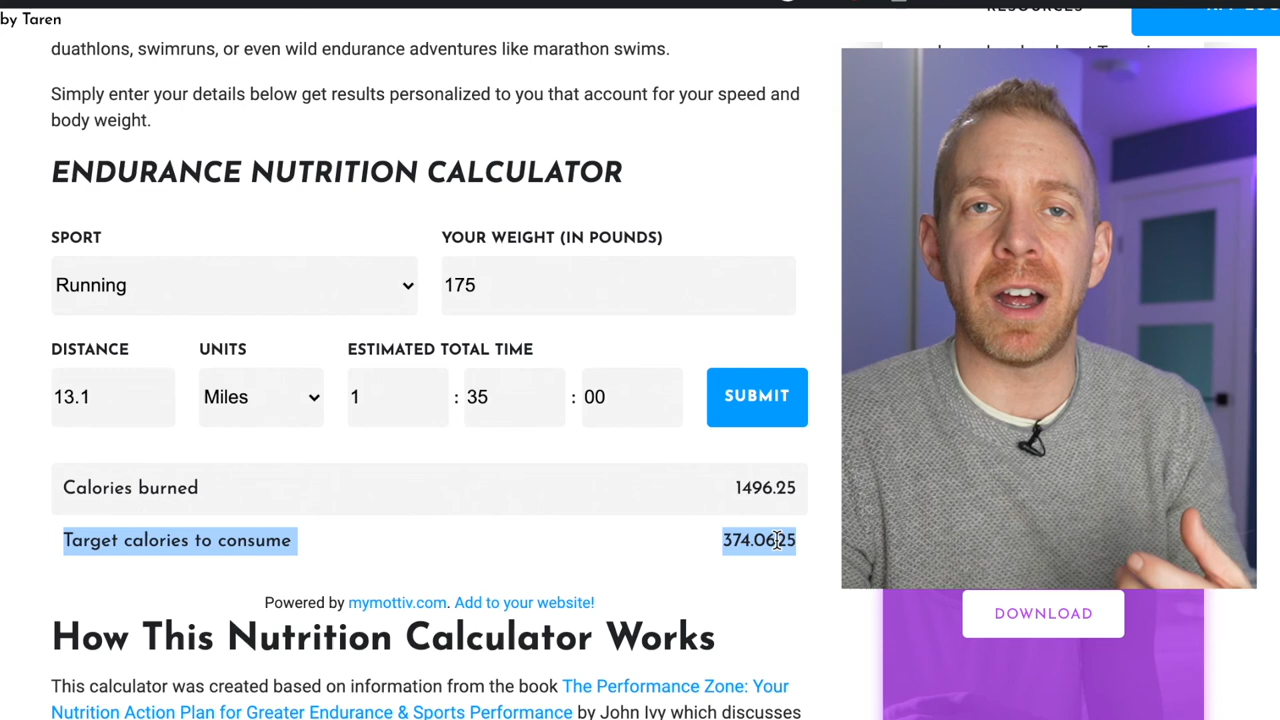 by Taren
RESOURCES
duathlons, swimruns, or even wild endurance adventures like marathon swims.
Simply enter your details below get results personalized to you that account for your speed and
body weight.
ENDURANCE NUTRITION CALCULATOR
SPORT YOUR WEIGHT (IN POUNDS)
Running 175
DISTANCE UNITS ESTIMATED TOTAL TIME
13.1 Miles 1 : 35 : 00 SUBMIT
Calories burned 1496.25
Target calories to consume 374.0625
Powered by mymottiv.com. Add to your website!
How This Nutrition Calculator Works
DOWNLOAD
This calculator was created based on information from the book The Performance Zone: Your
Nutrition Action Plan for Greater Endurance & Sports Performance by John Ivy which discusses